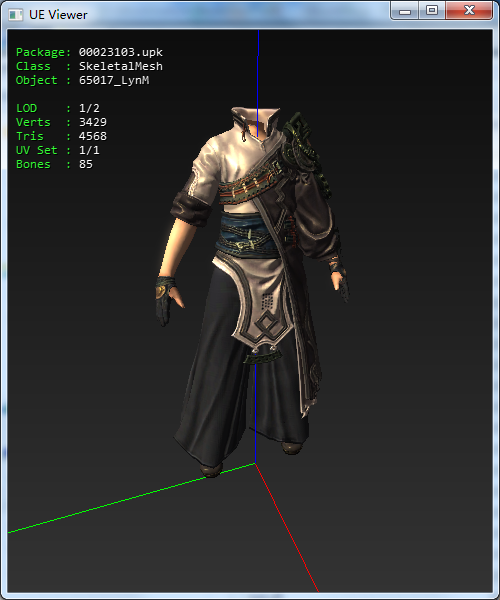 UE Viewer
Package: 00023103.upk
Class : SkeletalMesh
Object : 65017_LynM
LOD : 1/2
Verts : 3429
Tris : 4568
UV Set : 1/1
Bones : 85